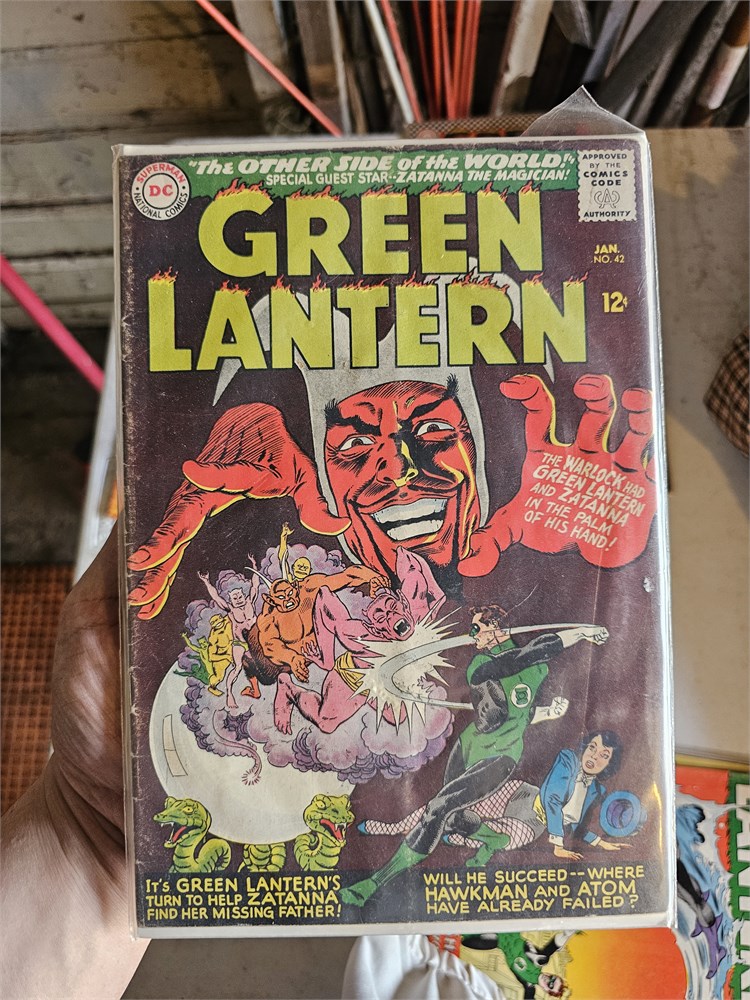 "The OTHER SIDE of the WORLD!"
SPECIAL GUEST STAR--ZATANNA THE MAGICIAN!
SUPERMAN
DC
NATIONAL COMICS
APPROVED
BY THE
COMICS
CODE
CA
AUTHORITY
GREEN
LANTERN
JAN.
NO. 42
12¢
THE WARLOCK HAD
GREEN LANTERN
AND ZATANNA
IN THE PALM
OF HIS HAND!
IT'S GREEN LANTERN'S
TURN TO HELP ZATANNA
FIND HER MISSING FATHER!
WILL HE SUCCEED--WHERE
HAWKMAN AND ATOM
HAVE ALREADY FAILED?